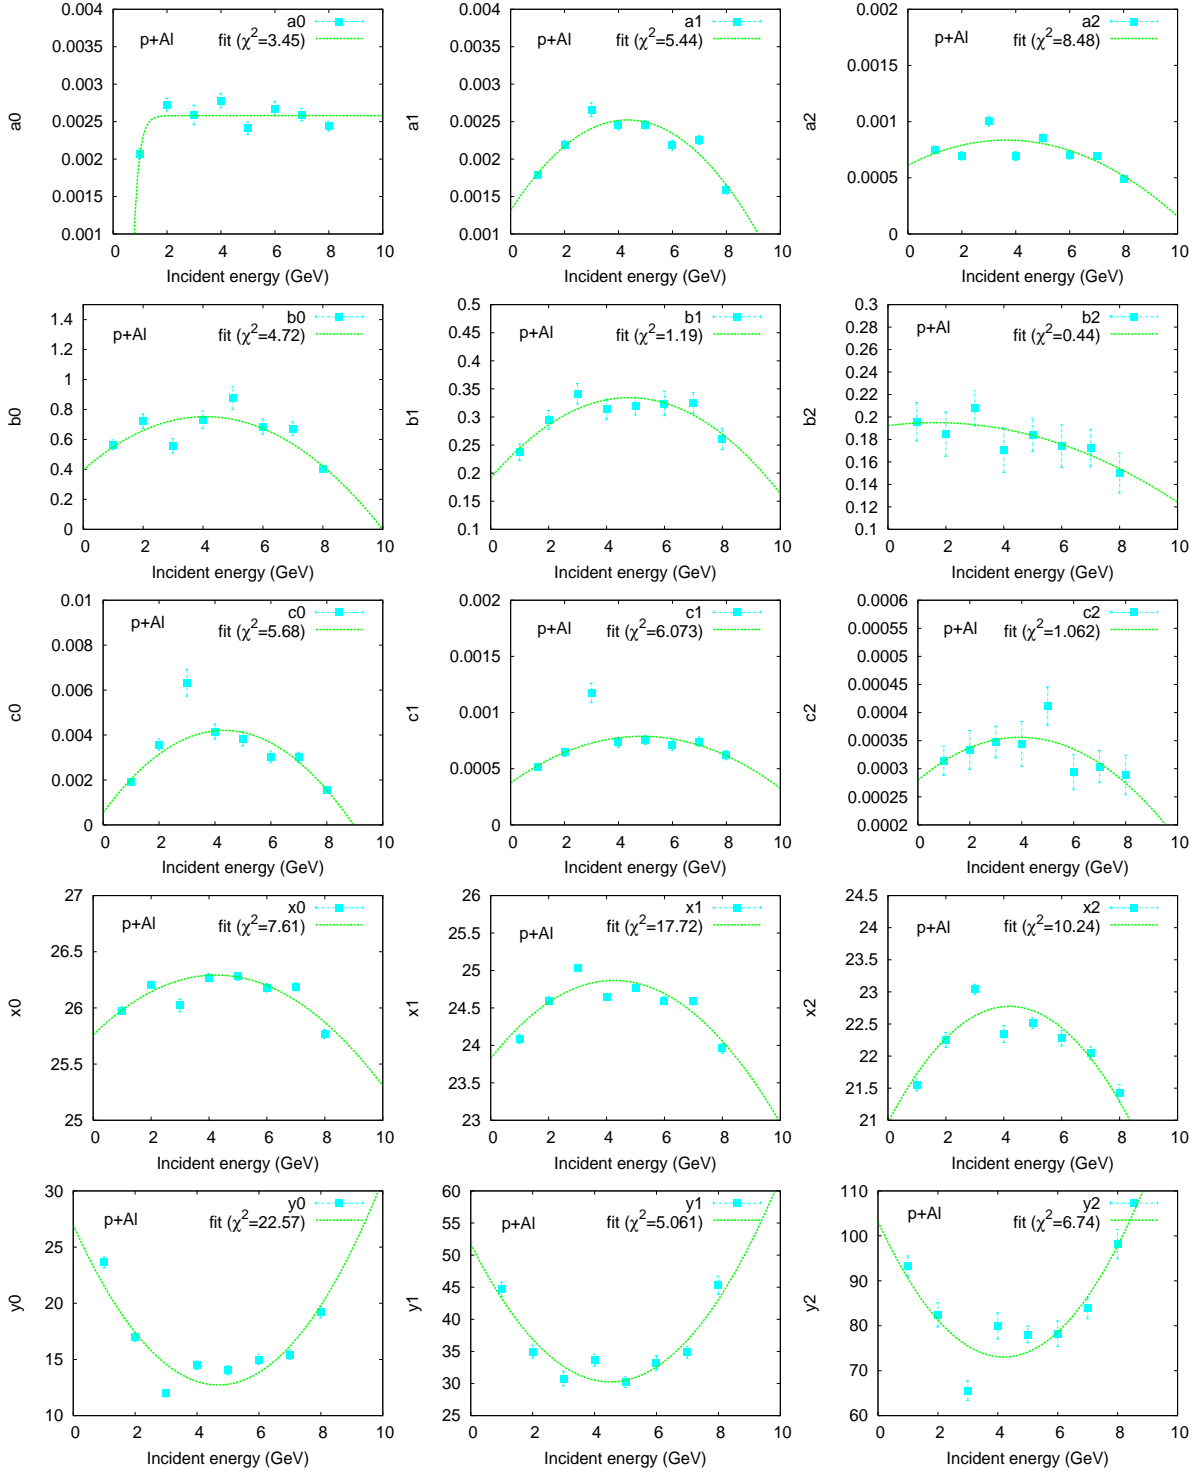 0.004
0.0035
0.003
0.0025
0.002
0.0015
0.001
a0
p+Al
a0
fit (χ²=3.45)
0 2 4 6 8 10
Incident energy (GeV)
0.004
0.0035
0.003
0.0025
0.002
0.0015
0.001
a1
p+Al
a1
fit (χ²=5.44)
0 2 4 6 8 10
Incident energy (GeV)
0.002
0.0015
0.001
0.0005
0
a2
p+Al
a2
fit (χ²=8.48)
0 2 4 6 8 10
Incident energy (GeV)
1.4
1.2
1
0.8
0.6
0.4
0.2
0
b0
p+Al
b0
fit (χ²=4.72)
0 2 4 6 8 10
Incident energy (GeV)
0.5
0.45
0.4
0.35
0.3
0.25
0.2
0.15
0.1
b1
p+Al
b1
fit (χ²=1.19)
0 2 4 6 8 10
Incident energy (GeV)
0.3
0.28
0.26
0.24
0.22
0.2
0.18
0.16
0.14
0.12
0.1
b2
p+Al
b2
fit (χ²=0.44)
0 2 4 6 8 10
Incident energy (GeV)
0.01
0.008
0.006
0.004
0.002
0
c0
p+Al
c0
fit (χ²=5.68)
0 2 4 6 8 10
Incident energy (GeV)
0.002
0.0015
0.001
0.0005
0
c1
p+Al
c1
fit (χ²=6.073)
0 2 4 6 8 10
Incident energy (GeV)
0.0006
0.00055
0.0005
0.00045
0.0004
0.00035
0.0003
0.00025
0.0002
c2
p+Al
c2
fit (χ²=1.062)
0 2 4 6 8 10
Incident energy (GeV)
27
26.5
26
25.5
25
x0
p+Al
x0
fit (χ²=7.61)
0 2 4 6 8 10
Incident energy (GeV)
26
25.5
25
24.5
24
23.5
23
x1
p+Al
x1
fit (χ²=17.72)
0 2 4 6 8 10
Incident energy (GeV)
24.5
24
23.5
23
22.5
22
21.5
21
x2
p+Al
x2
fit (χ²=10.24)
0 2 4 6 8 10
Incident energy (GeV)
30
25
20
15
10
y0
p+Al
y0
fit (χ²=22.57)
0 2 4 6 8 10
Incident energy (GeV)
60
55
50
45
40
35
30
25
y1
p+Al
y1
fit (χ²=5.061)
0 2 4 6 8 10
Incident energy (GeV)
110
100
90
80
70
60
y2
p+Al
y2
fit (χ²=6.74)
0 2 4 6 8 10
Incident energy (GeV)